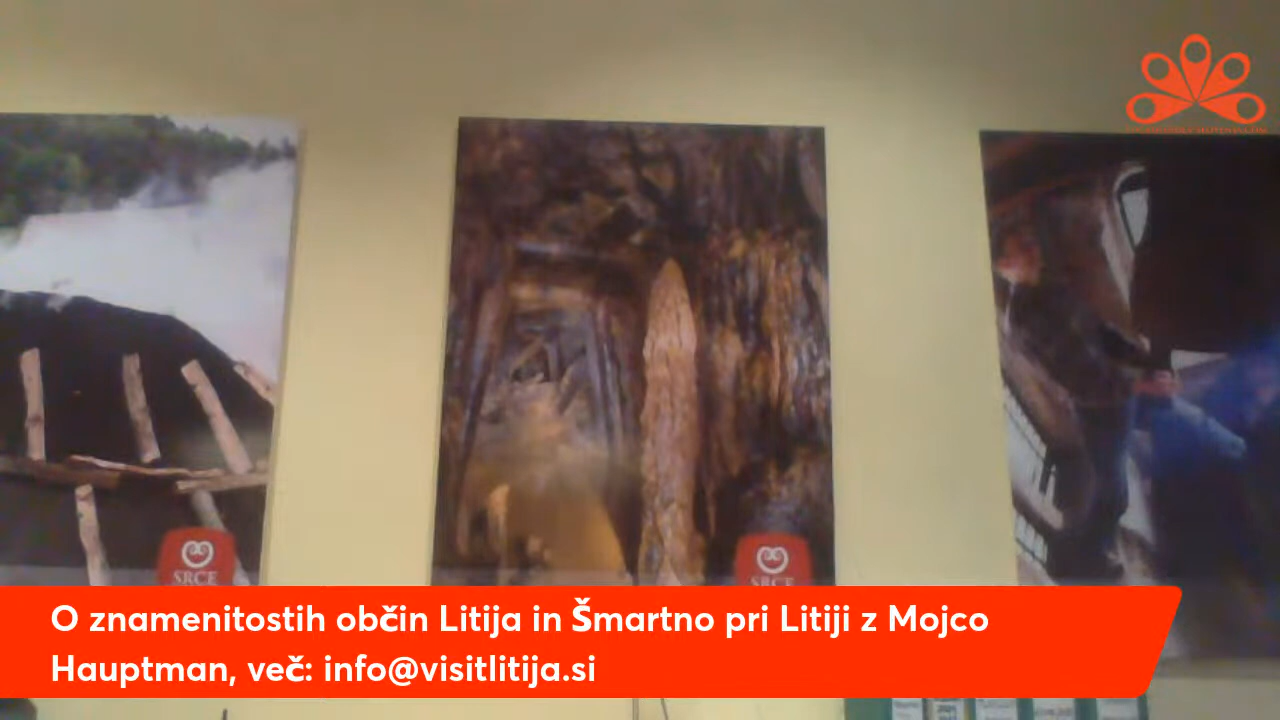 SRCE
SRCE
O znamenitostih občin Litija in Šmartno pri Litiji z Mojco
Hauptman, več: info@visitlitija.si